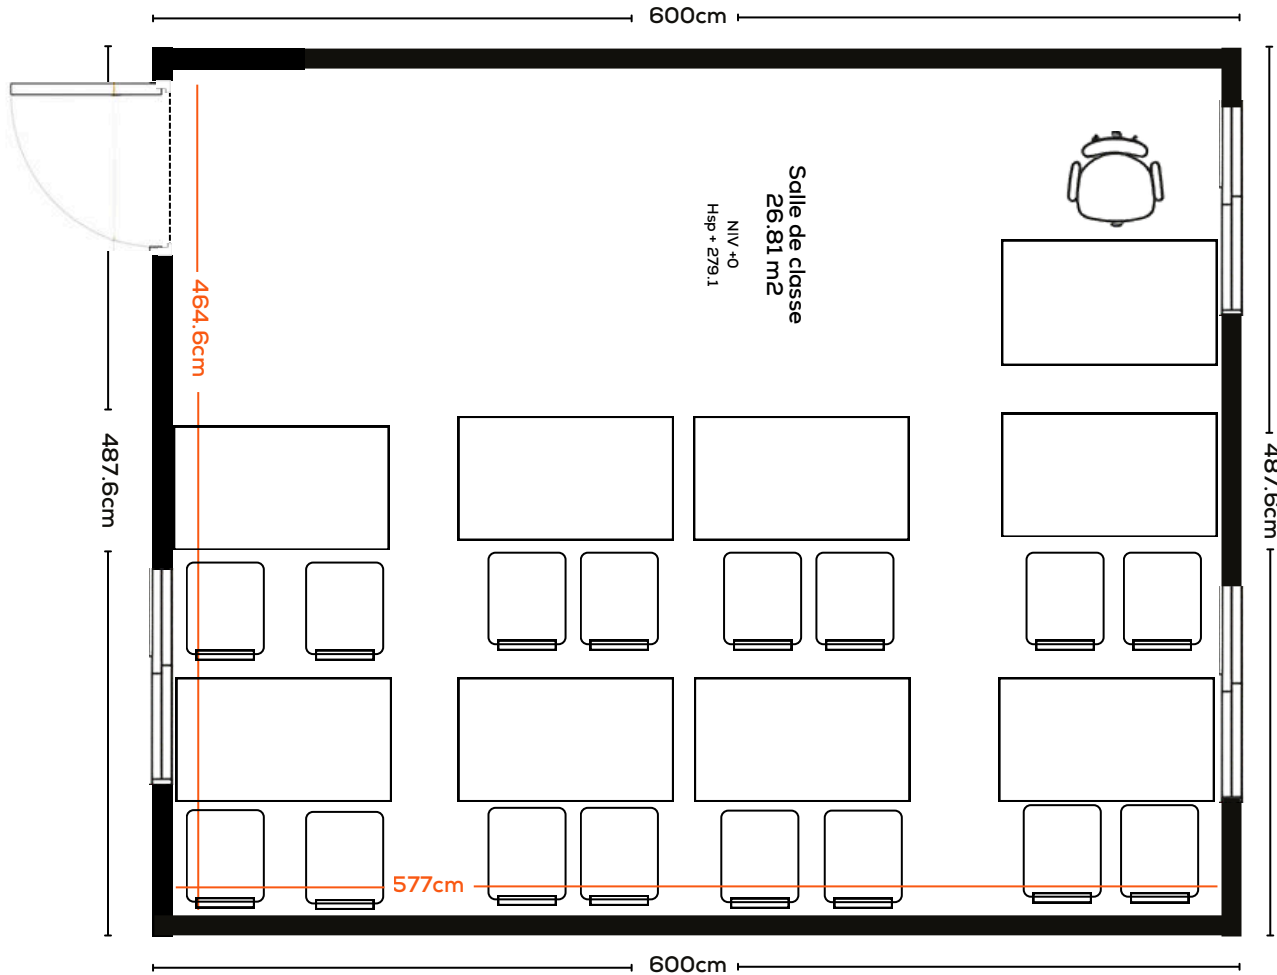 600cm
Salle de classe
26.81 m2
NIV +0
Hsp + 279.1
464.6cm
487.6cm
487.6cm
577cm
600cm